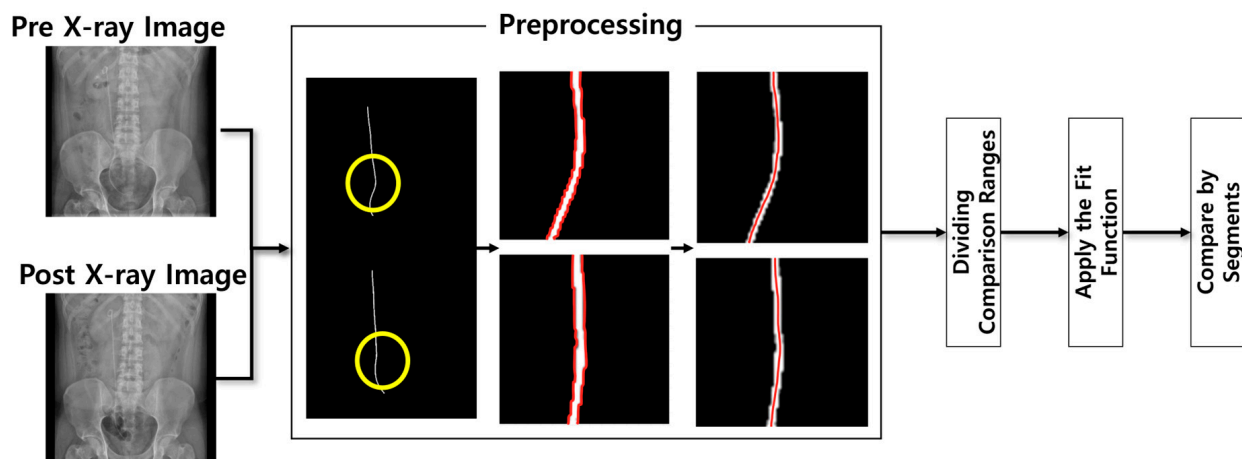 Pre X-ray Image
Post X-ray Image
Preprocessing
Dividing
Comparison Ranges
Apply the Fit
Function
Compare by
Segments